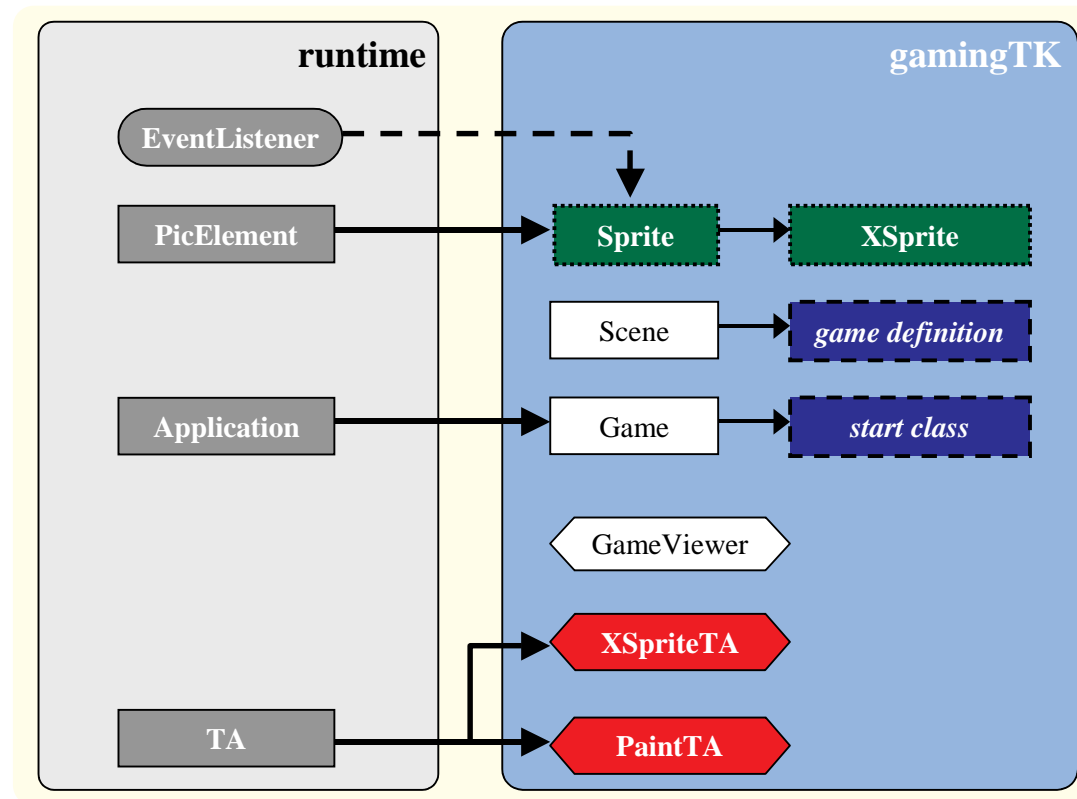 runtime
gamingTK
EventListener
PicElement
Sprite
XSprite
Scene
game definition
Application
Game
start class
GameViewer
XSpriteTA
TA
PaintTA